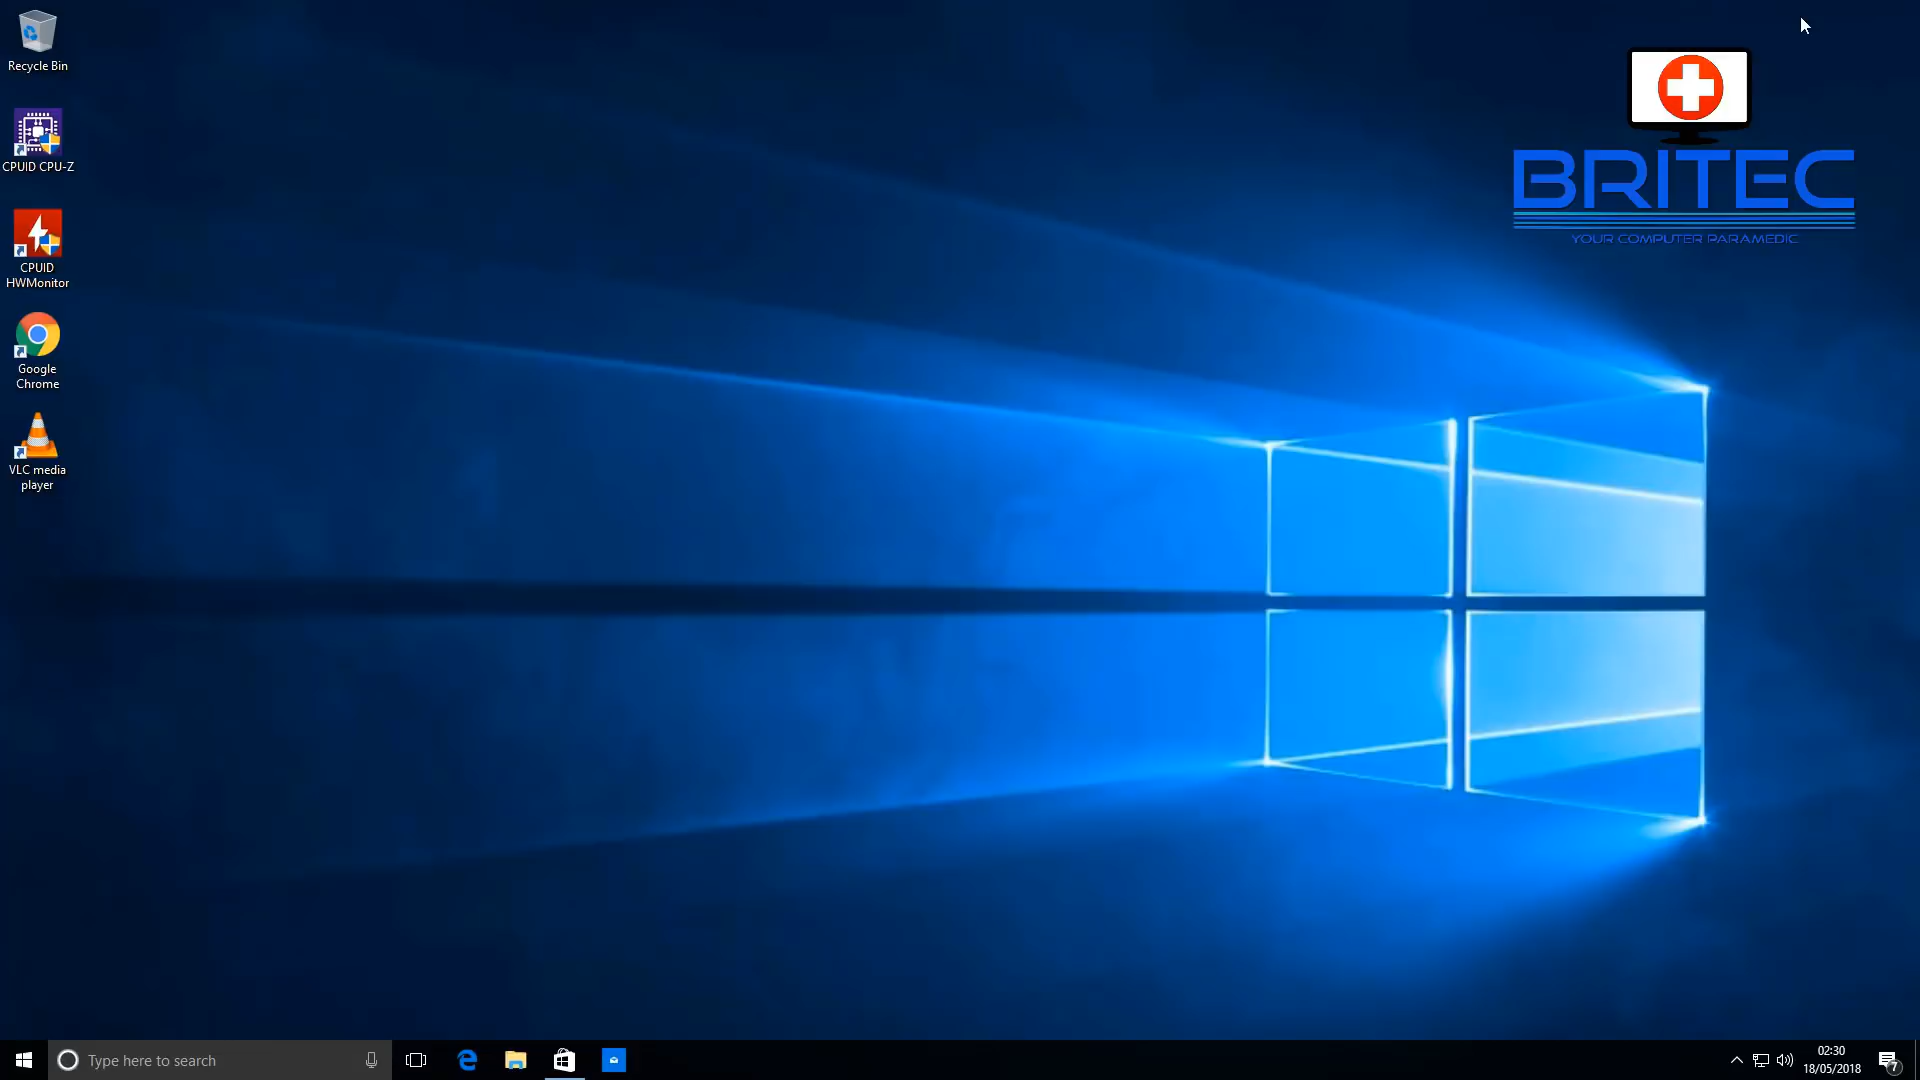 Recycle Bin
CPUID CPU-Z
CPUID
HWMonitor
Google
Chrome
VLC media
player
BRITEC
YOUR COMPUTER PARAMEDIC
Type here to search
02:30
18/05/2018
7